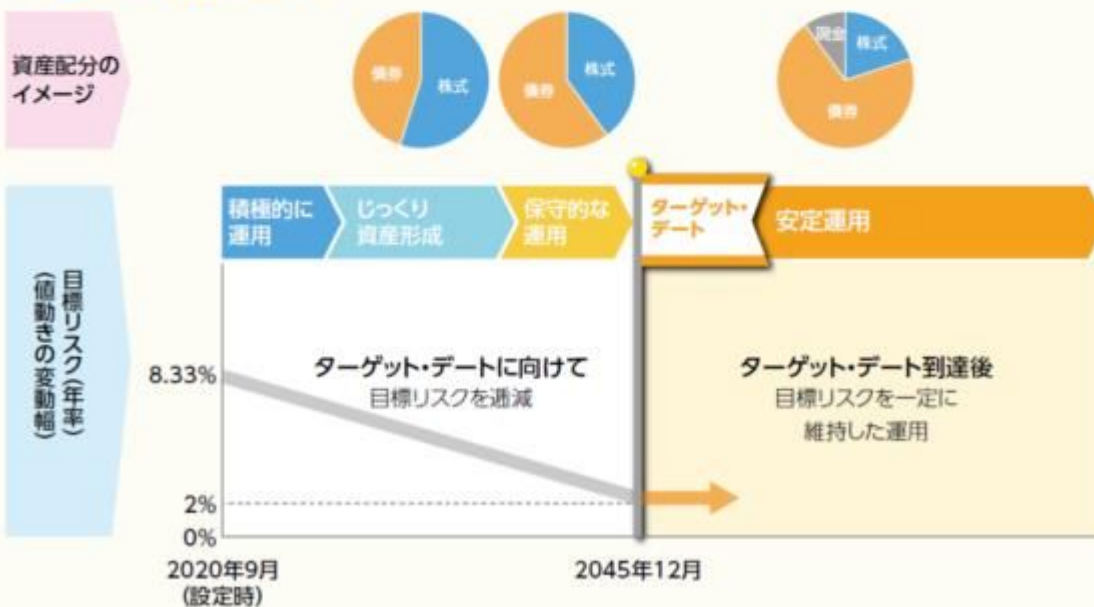 資産配分の
イメージ
債券
株式
債券
株式
現金
株式
債券
積極的に
運用
じっくり
資産形成
保守的な
運用
ターゲット・
デート
安定運用
目標リスク(年率)
(値動きの変動幅)
8.33%
ターゲット・デートに向けて
目標リスクを逓減
ターゲット・デート到達後
目標リスクを一定に
維持した運用
2%
0%
2020年9月
(設定時)
2045年12月